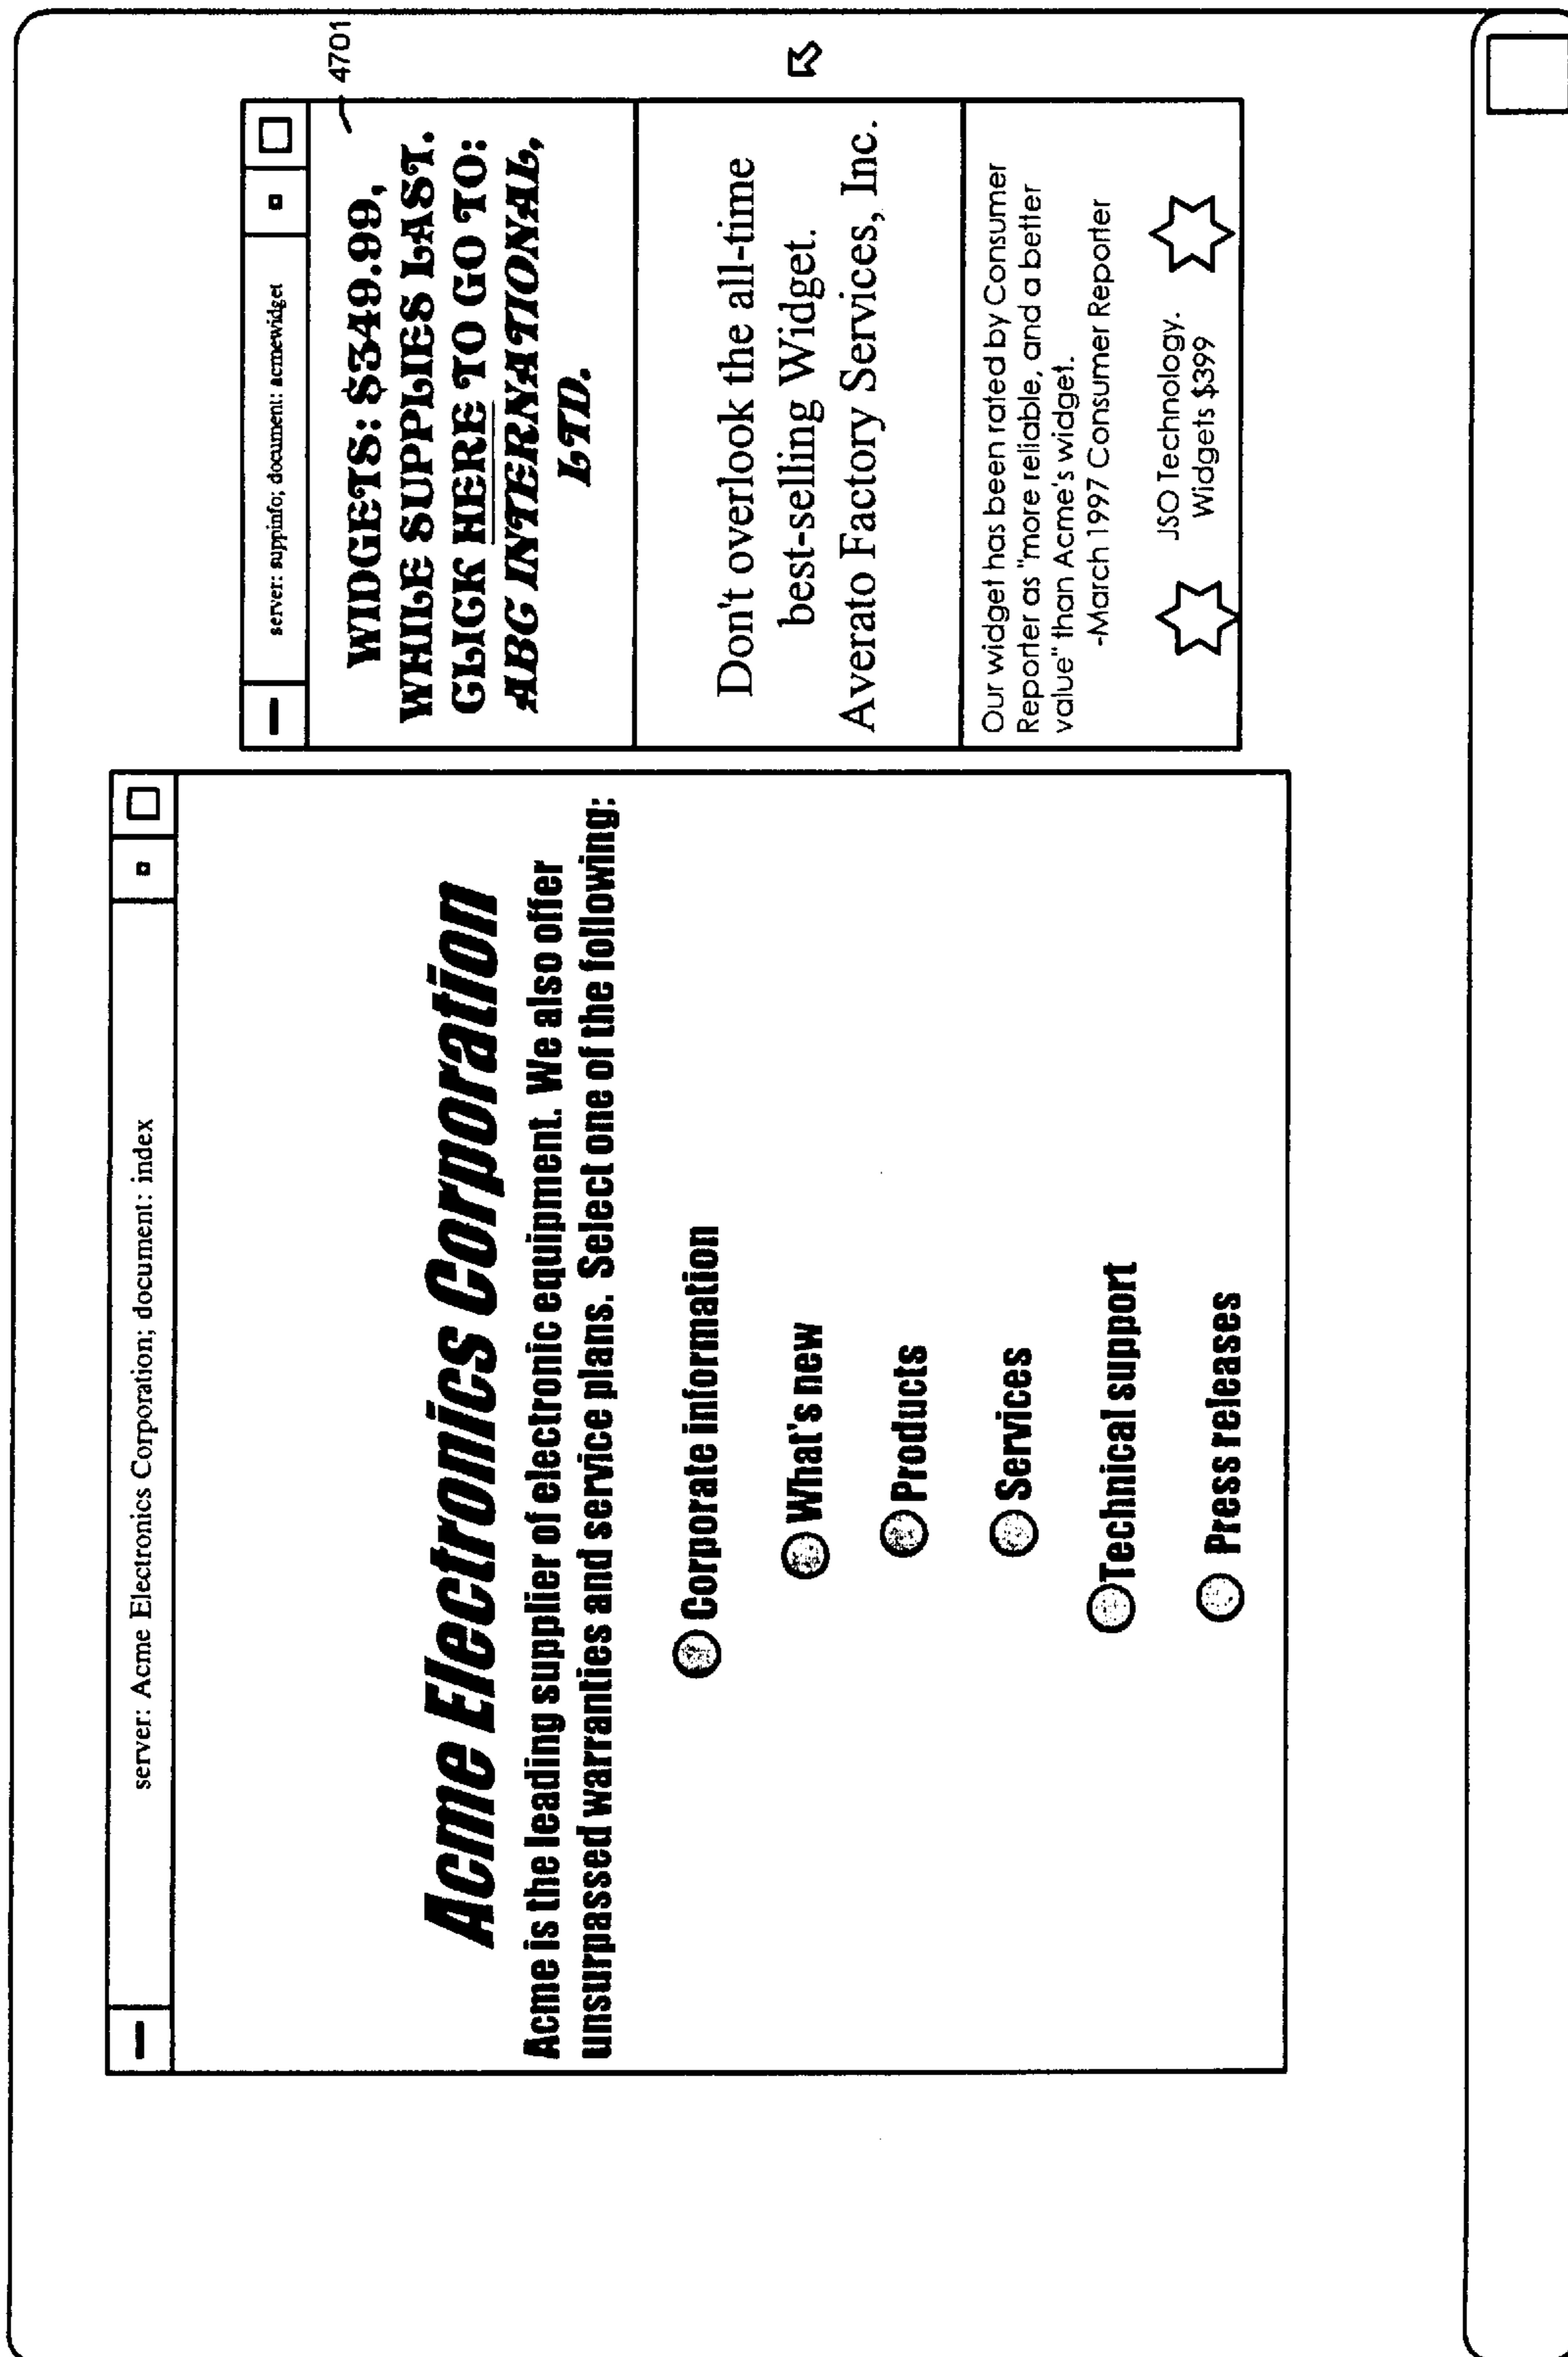 server: Acme Electronics Corporation; document: index
Acme Electronics Corporation
Acme is the leading supplier of electronic equipment. We also offer
unsurpassed warranties and service plans. Select one of the following:
Corporate information
What's new
Products
Services
Technical support
Press releases
server: suppinfo; document: acmewidget
4701
WIDGETS: $349.99,
WHILE SUPPLIES LAST.
CLICK HERE TO GO TO:
ABC INTERNATIONAL,
LTD.
Don't overlook the all-time
best-selling Widget.
Averato Factory Services, Inc.
Our widget has been rated by Consumer
Reporter as "more reliable, and a better
value" than Acme's widget.
-March 1997 Consumer Reporter
JSO Technology.
Widgets $399